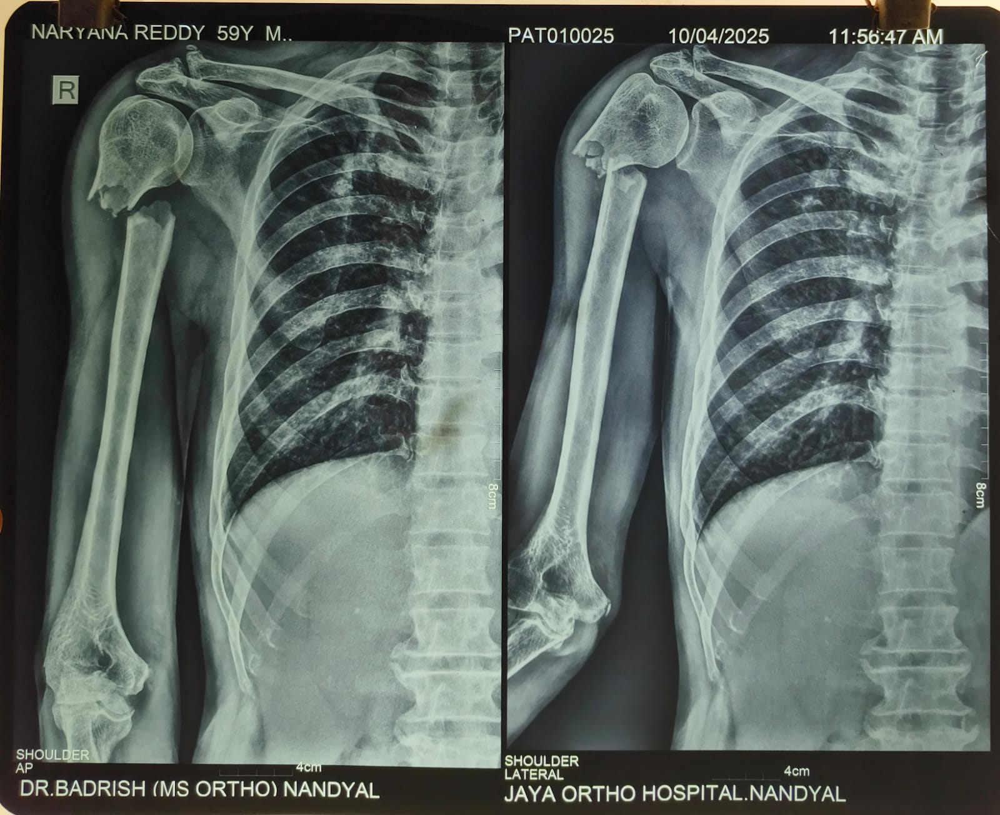 NARYANA REDDY 59Y M..
PAT010025 10/04/2025 11:56:47 AM
R
8cm
8cm
SHOULDER
AP
4cm
DR.BADRISH (MS ORTHO) NANDYAL
SHOULDER
LATERAL
4cm
JAYA ORTHO HOSPITAL.NANDYAL